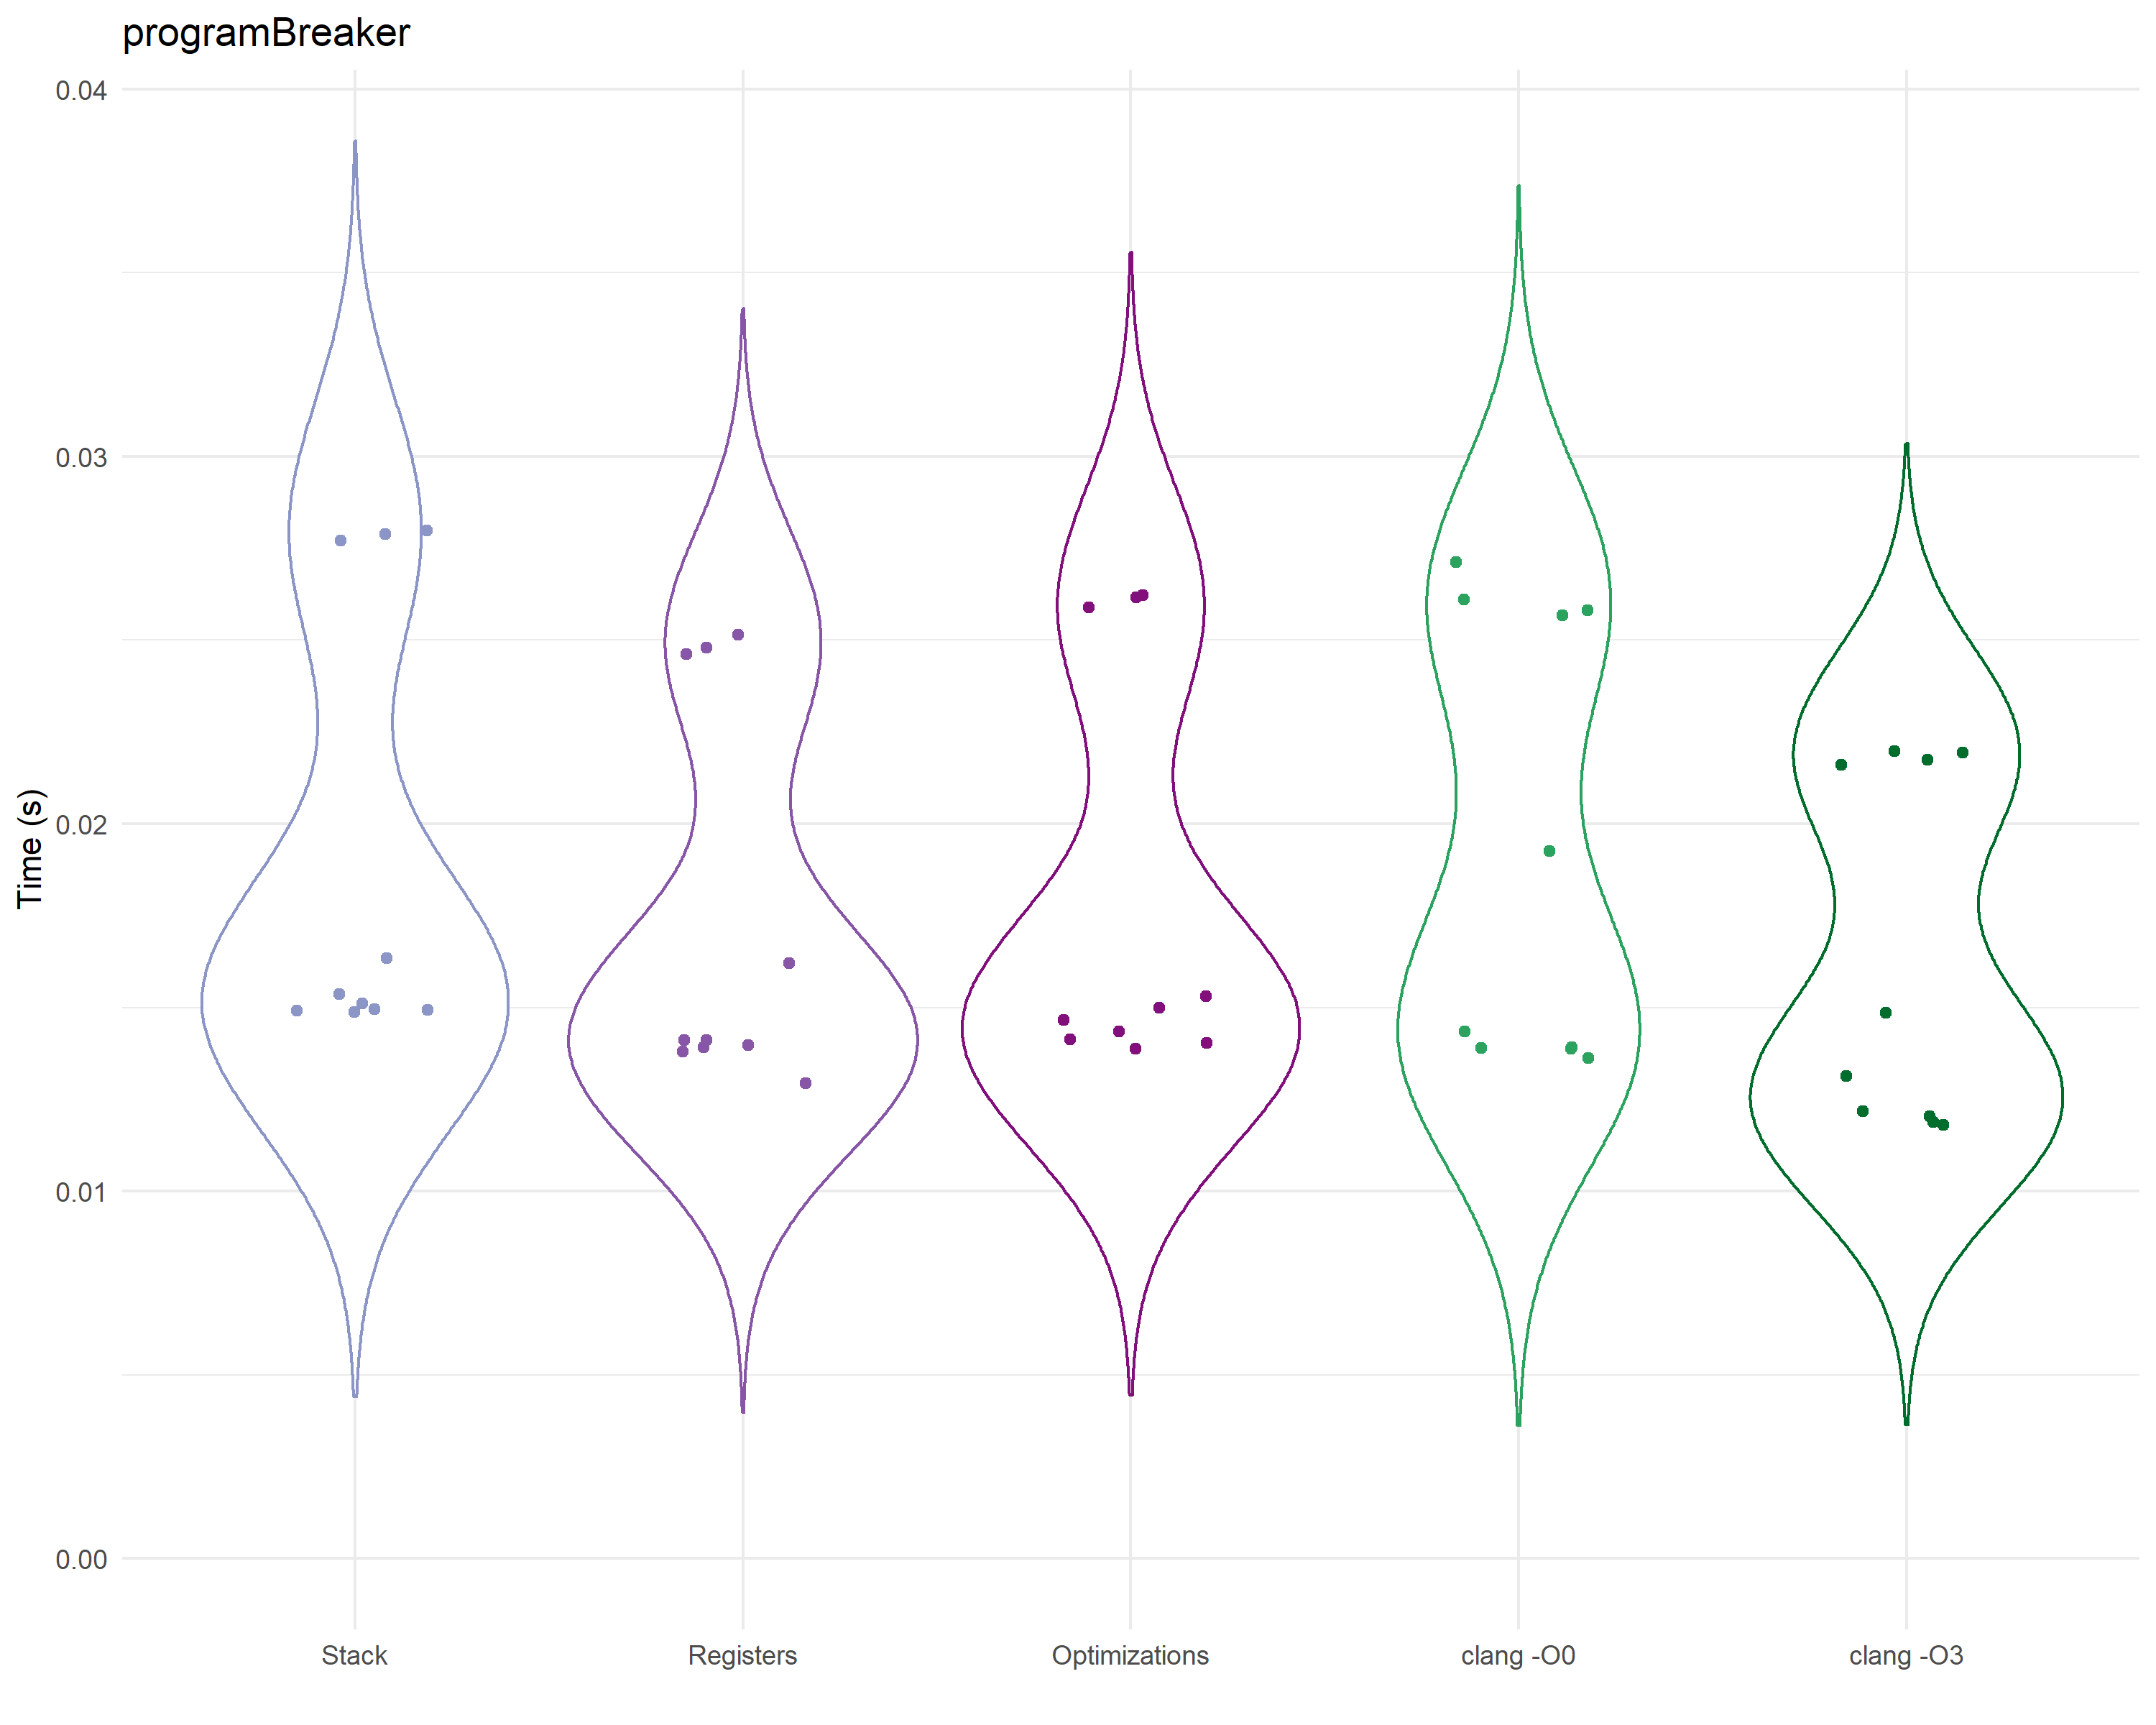 programBreaker
Time (s)
0.04
0.03
0.02
0.01
0.00
Stack
Registers
Optimizations
clang -O0
clang -O3